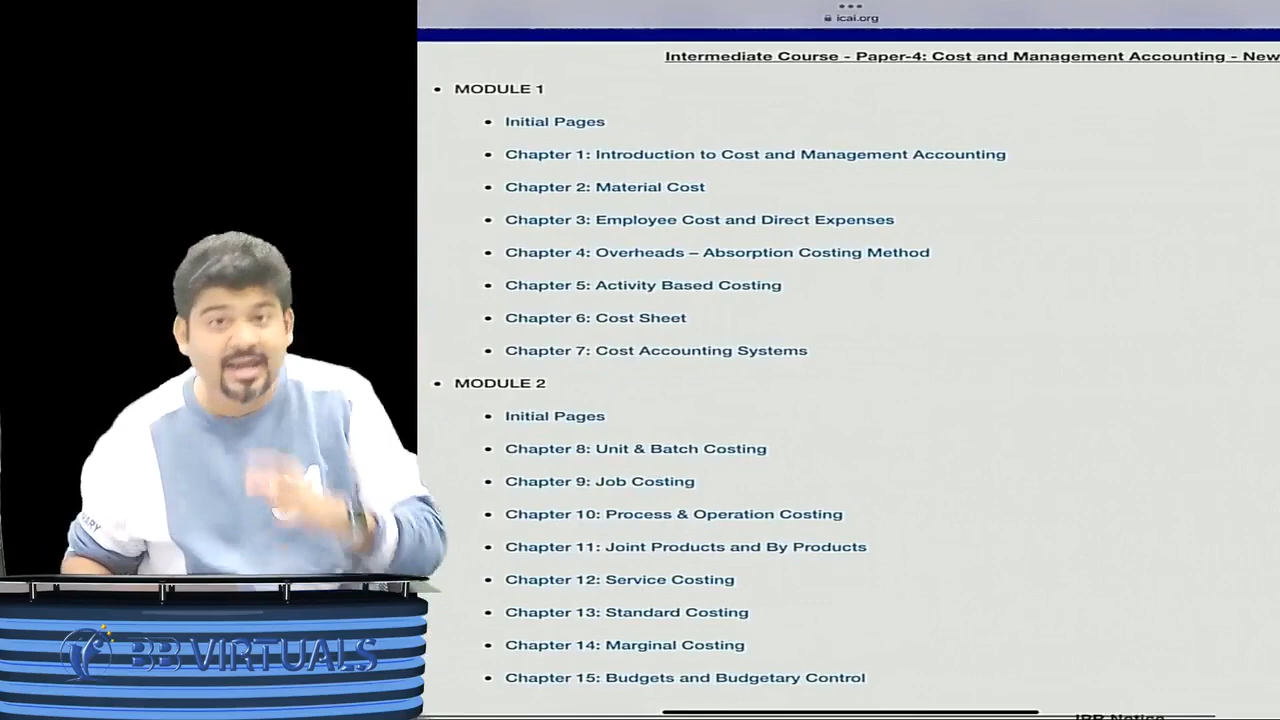 icai.org
Intermediate Course - Paper-4: Cost and Management Accounting - New
MODULE 1
Initial Pages
Chapter 1: Introduction to Cost and Management Accounting
Chapter 2: Material Cost
Chapter 3: Employee Cost and Direct Expenses
Chapter 4: Overheads – Absorption Costing Method
Chapter 5: Activity Based Costing
Chapter 6: Cost Sheet
Chapter 7: Cost Accounting Systems
MODULE 2
Initial Pages
Chapter 8: Unit & Batch Costing
Chapter 9: Job Costing
Chapter 10: Process & Operation Costing
Chapter 11: Joint Products and By Products
Chapter 12: Service Costing
Chapter 13: Standard Costing
Chapter 14: Marginal Costing
Chapter 15: Budgets and Budgetary Control
BB VIRTUALS